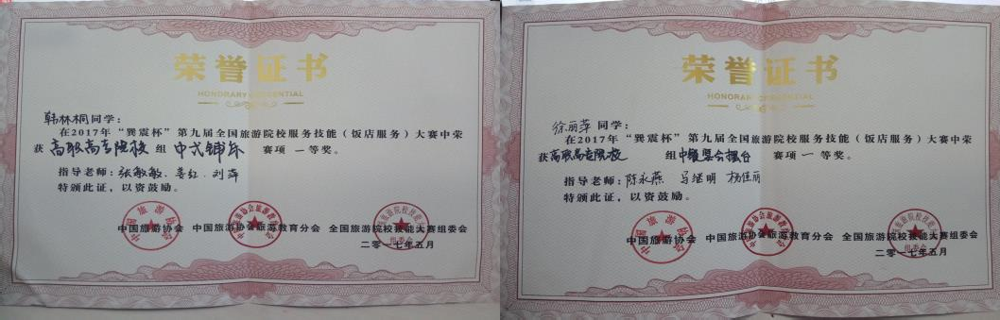 荣誉证书
HONORARY CREDENTIAL
韩林桐同学：
在2017年“巽震杯”第九届全国旅游院校服务技能（饭店服务）大赛中荣
获高职高专院校组中式铺床赛项一等奖。
指导老师：张敏敏、姜红、刘萍
特颁此证，以资鼓励。
中国旅游协会 中国旅游协会旅游教育分会 全国旅游院校技能大赛组委会
二〇一七年五月
荣誉证书
HONORARY CREDENTIAL
徐丽萍同学：
在2017年“巽震杯”第九届全国旅游院校服务技能（饭店服务）大赛中荣
获高职高专院校组中餐宴会摆台赛项一等奖。
指导老师：陈永燕 马继明 杨佳丽
特颁此证，以资鼓励。
中国旅游协会 中国旅游协会旅游教育分会 全国旅游院校技能大赛组委会
二〇一七年五月